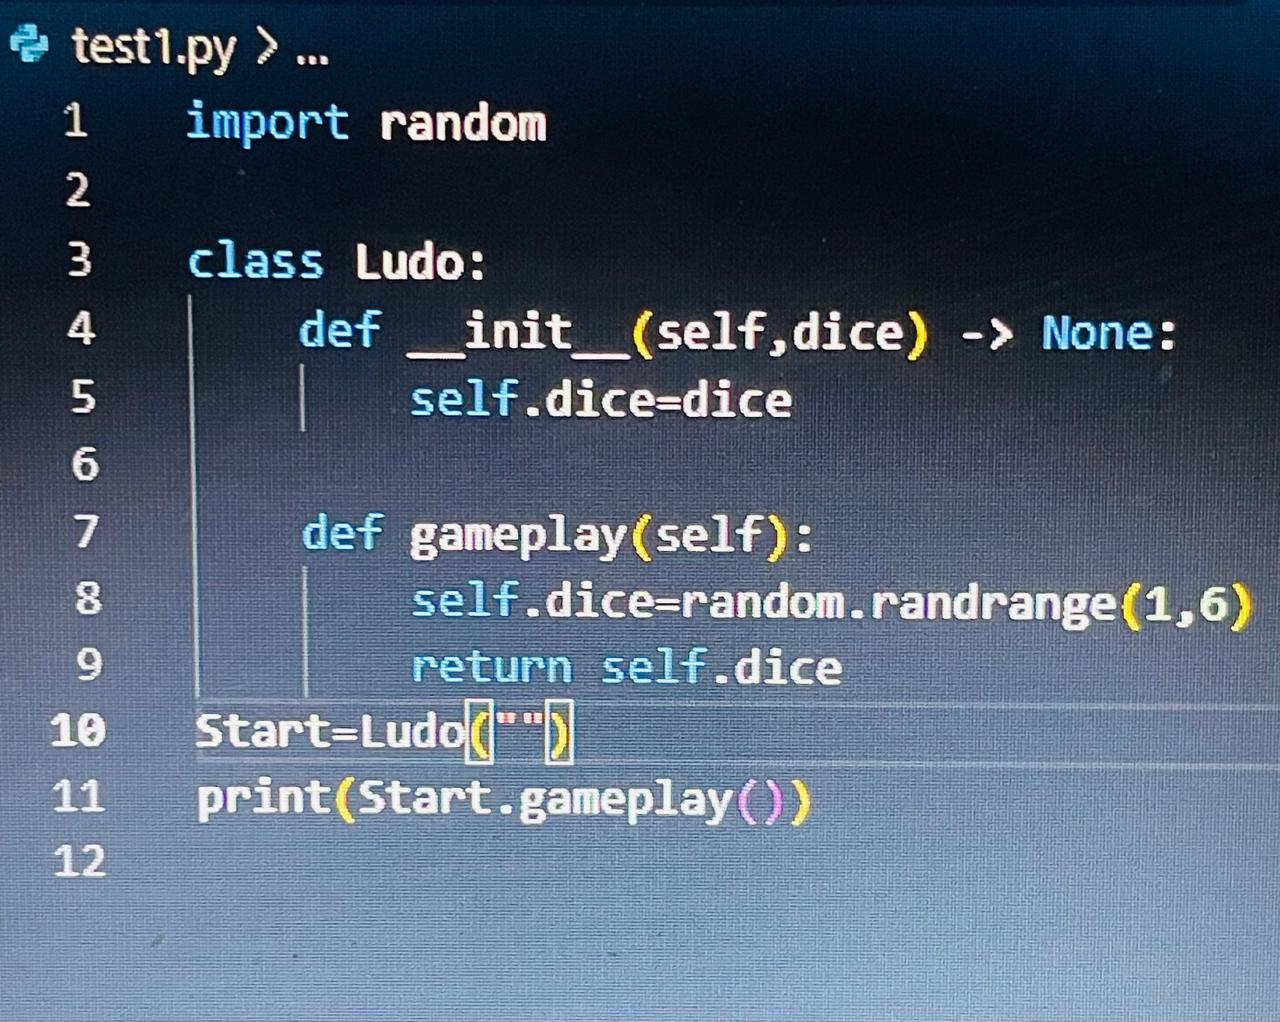 test1.py > ...
1 import random
2
3 class Ludo:
4     def __init__(self,dice) -> None:
5         self.dice=dice
6
7     def gameplay(self):
8         self.dice=random.randrange(1,6)
9         return self.dice
10 Start=Ludo("")
11 print(Start.gameplay())
12